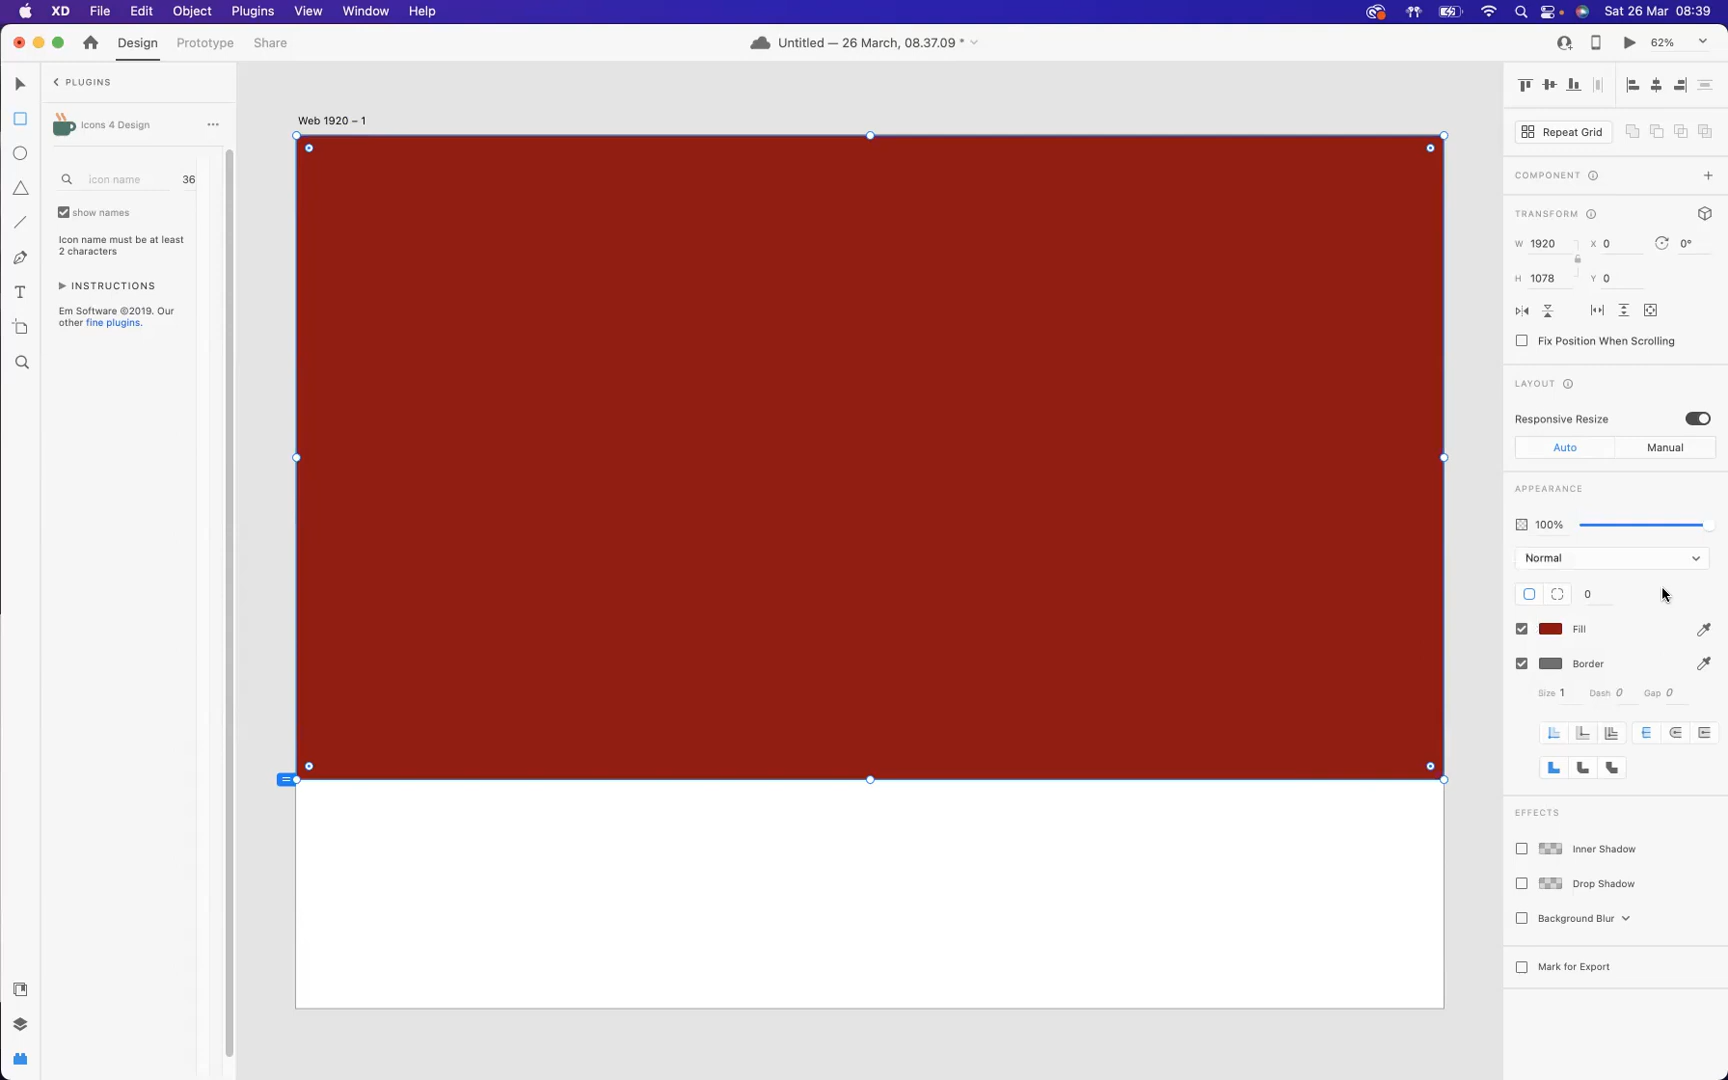 XD File Edit Object Plugins View Window Help
Sat 26 Mar 08:39
Design Prototype Share
Untitled — 26 March, 08.37.09 *
62%
PLUGINS
Icons 4 Design
icon name 36
show names
Icon name must be at least
2 characters
INSTRUCTIONS
Em Software ©2019. Our
other fine plugins.
Web 1920 – 1
Repeat Grid
COMPONENT
TRANSFORM
W 1920 X 0 0°
H 1078 Y 0
Fix Position When Scrolling
LAYOUT
Responsive Resize
Auto Manual
APPEARANCE
100%
Normal
0
Fill
Border
Size 1 Dash 0 Gap 0
EFFECTS
Inner Shadow
Drop Shadow
Background Blur
Mark for Export